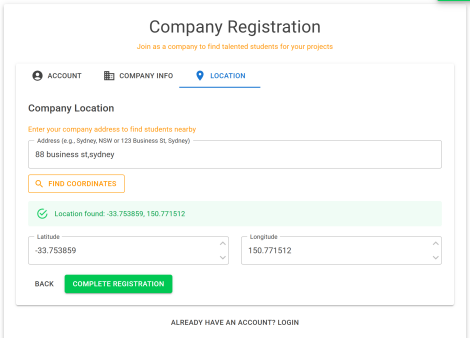 Company Registration
Join as a company to find talented students for your projects
ACCOUNT
COMPANY INFO
LOCATION
Company Location
Enter your company address to find students nearby
Address (e.g., Sydney, NSW or 123 Business St, Sydney)
88 business st,sydney
FIND COORDINATES
Location found: -33.753859, 150.771512
Latitude
-33.753859
Longitude
150.771512
BACK
COMPLETE REGISTRATION
ALREADY HAVE AN ACCOUNT? LOGIN